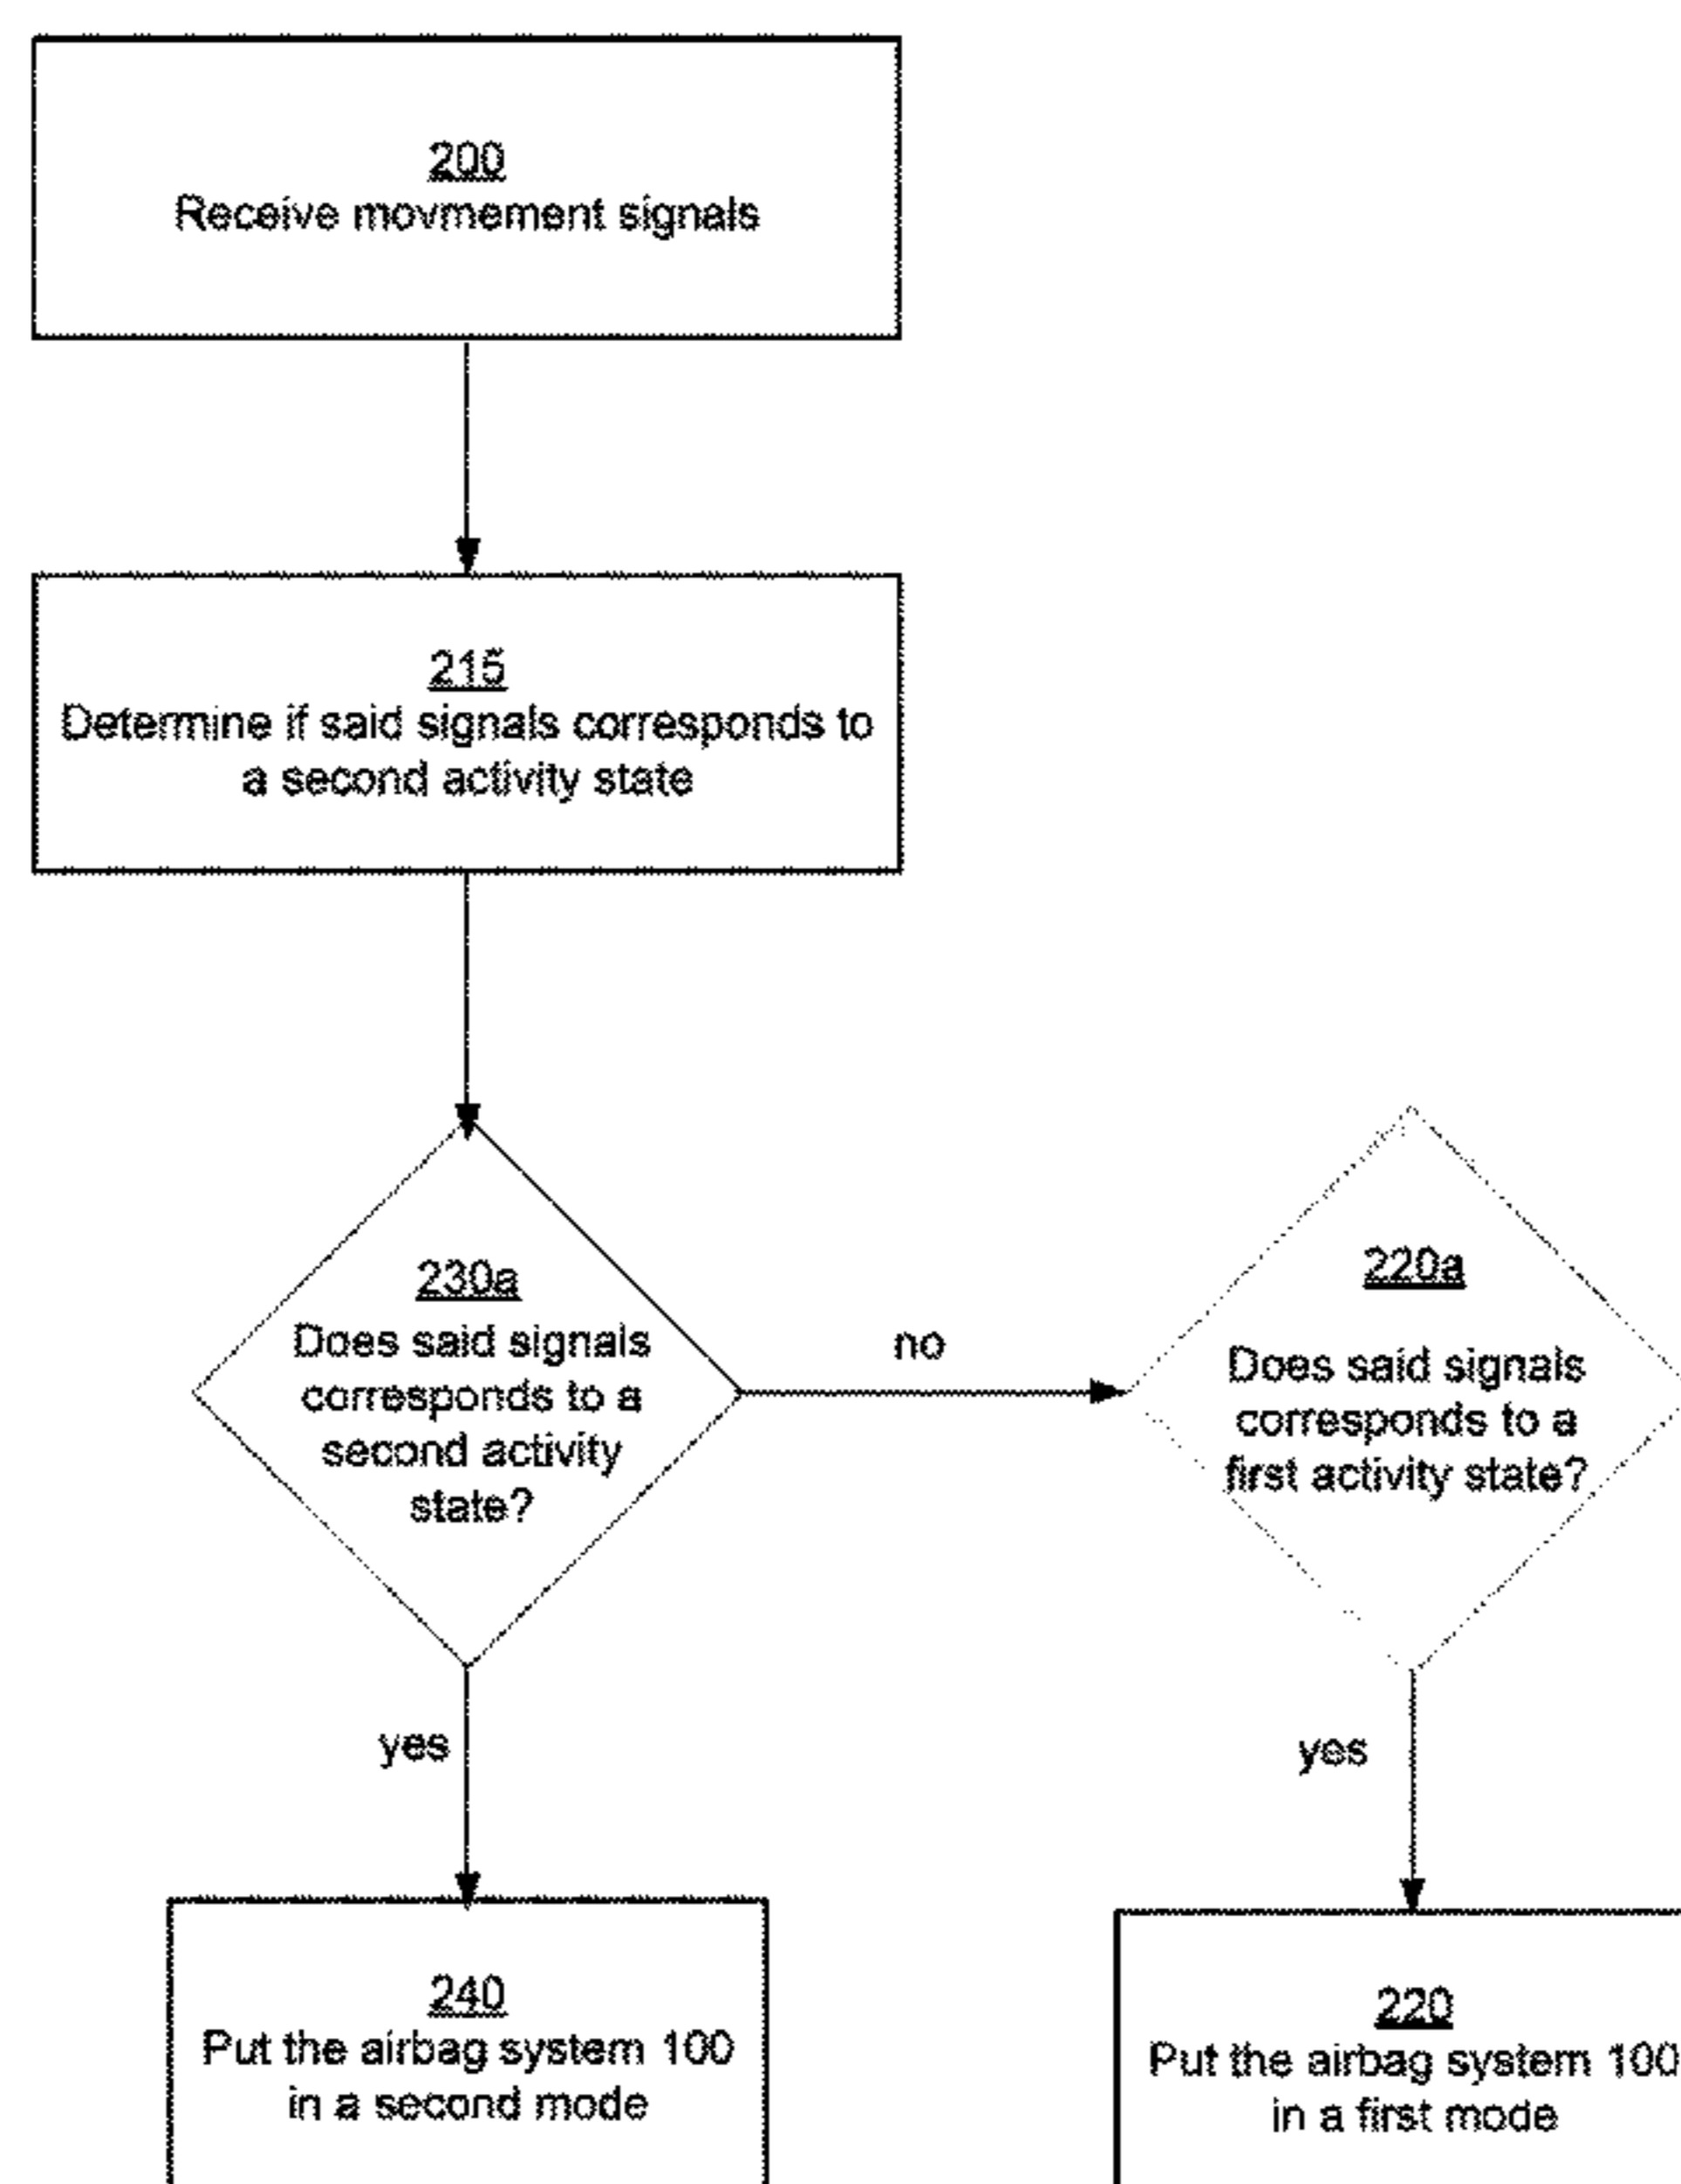 200
Receive movmement signals
215
Determine if said signals corresponds to
a second activity state
230a
Does said signals
corresponds to a
second activity
state?
no
220a
Does said signals
corresponds to a
first activity state?
yes
yes
240
Put the airbag system 100
in a second mode
220
Put the airbag system 100
in a first mode